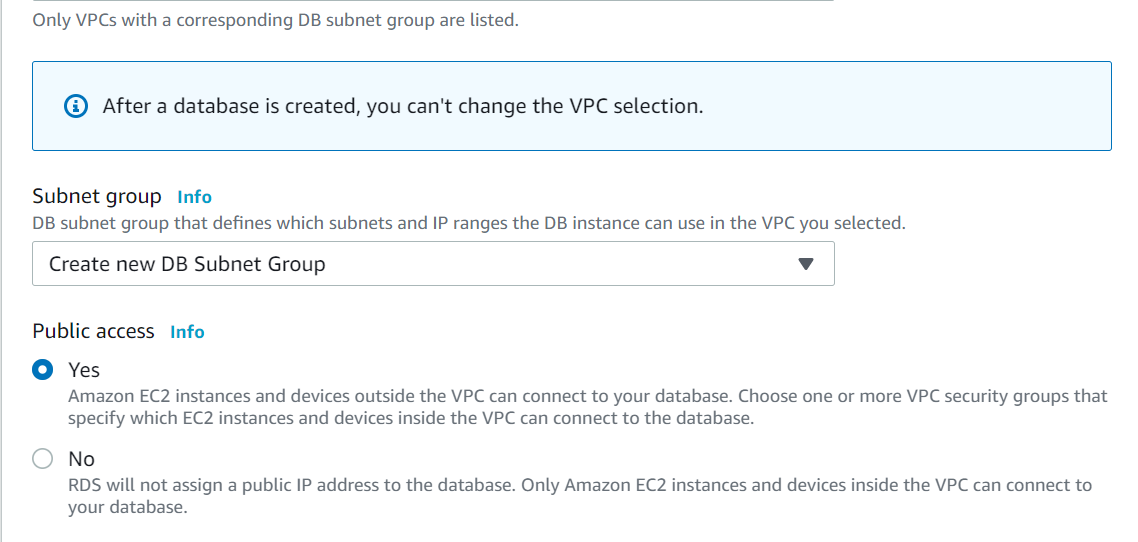 Only VPCs with a corresponding DB subnet group are listed.
After a database is created, you can't change the VPC selection.
Subnet group Info
DB subnet group that defines which subnets and IP ranges the DB instance can use in the VPC you selected.
Create new DB Subnet Group
Public access Info
Yes
Amazon EC2 instances and devices outside the VPC can connect to your database. Choose one or more VPC security groups that
specify which EC2 instances and devices inside the VPC can connect to the database.
No
RDS will not assign a public IP address to the database. Only Amazon EC2 instances and devices inside the VPC can connect to
your database.